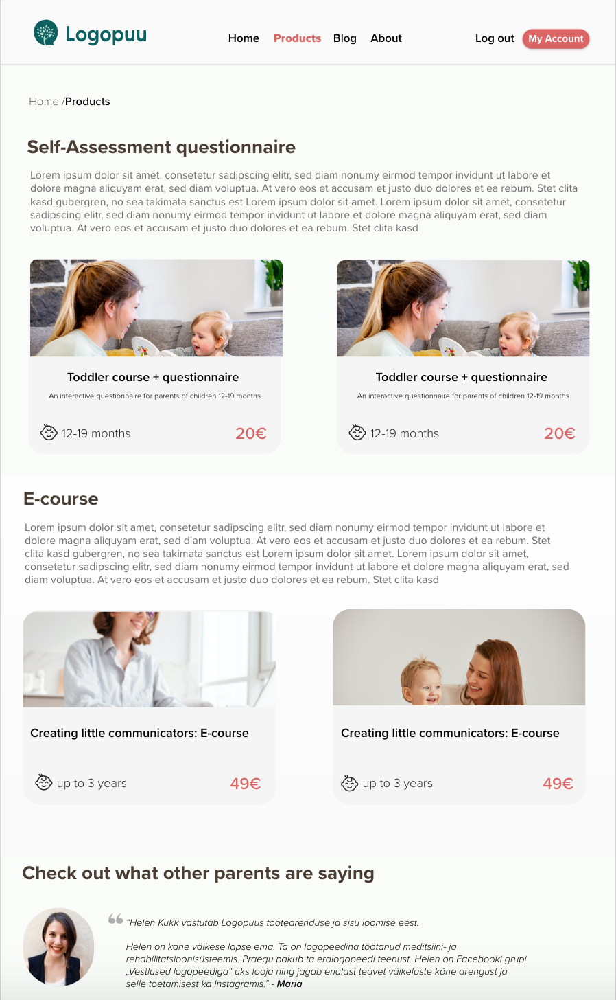 Logopuu
Home Products Blog About
Log out My Account
Home /Products
Self-Assessment questionnaire
Lorem ipsum dolor sit amet, consetetur sadipscing elitr, sed diam nonumy eirmod tempor invidunt ut labore et
dolore magna aliquyam erat, sed diam voluptua. At vero eos et accusam et justo duo dolores et ea rebum. Stet clita
kasd gubergren, no sea takimata sanctus est Lorem ipsum dolor sit amet. Lorem ipsum dolor sit amet, consetetur
sadipscing elitr, sed diam nonumy eirmod tempor invidunt ut labore et dolore magna aliquyam erat, sed diam
voluptua. At vero eos et accusam et justo duo dolores et ea rebum. Stet clita kasd
Toddler course + questionnaire
An interactive questionnaire for parents of children 12-19 months
12-19 months 20€
Toddler course + questionnaire
An interactive questionnaire for parents of children 12-19 months
12-19 months 20€
E-course
Lorem ipsum dolor sit amet, consetetur sadipscing elitr, sed diam nonumy eirmod tempor invidunt ut labore et
dolore magna aliquyam erat, sed diam voluptua. At vero eos et accusam et justo duo dolores et ea rebum. Stet
clita kasd gubergren, no sea takimata sanctus est Lorem ipsum dolor sit amet. Lorem ipsum dolor sit amet,
consetetur sadipscing elitr, sed diam nonumy eirmod tempor invidunt ut labore et dolore magna aliquyam erat, sed
diam voluptua. At vero eos et accusam et justo duo dolores et ea rebum. Stet clita kasd
Creating little communicators: E-course
up to 3 years 49€
Creating little communicators: E-course
up to 3 years 49€
Check out what other parents are saying
“Helen Kukk vastutab Logopuus tootearenduse ja sisu loomise eest.
Helen on kahe väikese lapse ema. Ta on logopeedina töötanud meditsiini- ja
rehabilitatsioonisüsteemis. Praegu pakub ta eralogopeedi teenust. Helen on Facebooki grupi
„Vestlused logopeediga“ üks looja ning jagab erialast teavet väikelaste kõne arengust ja
selle toetamisest ka Instagramis.” - Maria